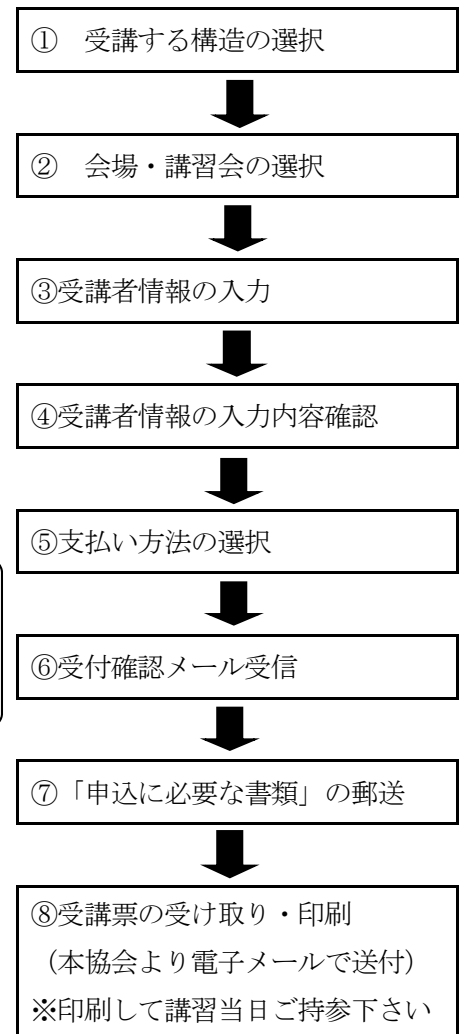 ①　受講する構造の選択
②　会場・講習会の選択
③受講者情報の入力
④受講者情報の入力内容確認
⑤支払い方法の選択
⑥受付確認メール受信
⑦「申込に必要な書類」の郵送
⑧受講票の受け取り・印刷
（本協会より電子メールで送付）
※印刷して講習当日ご持参下さい